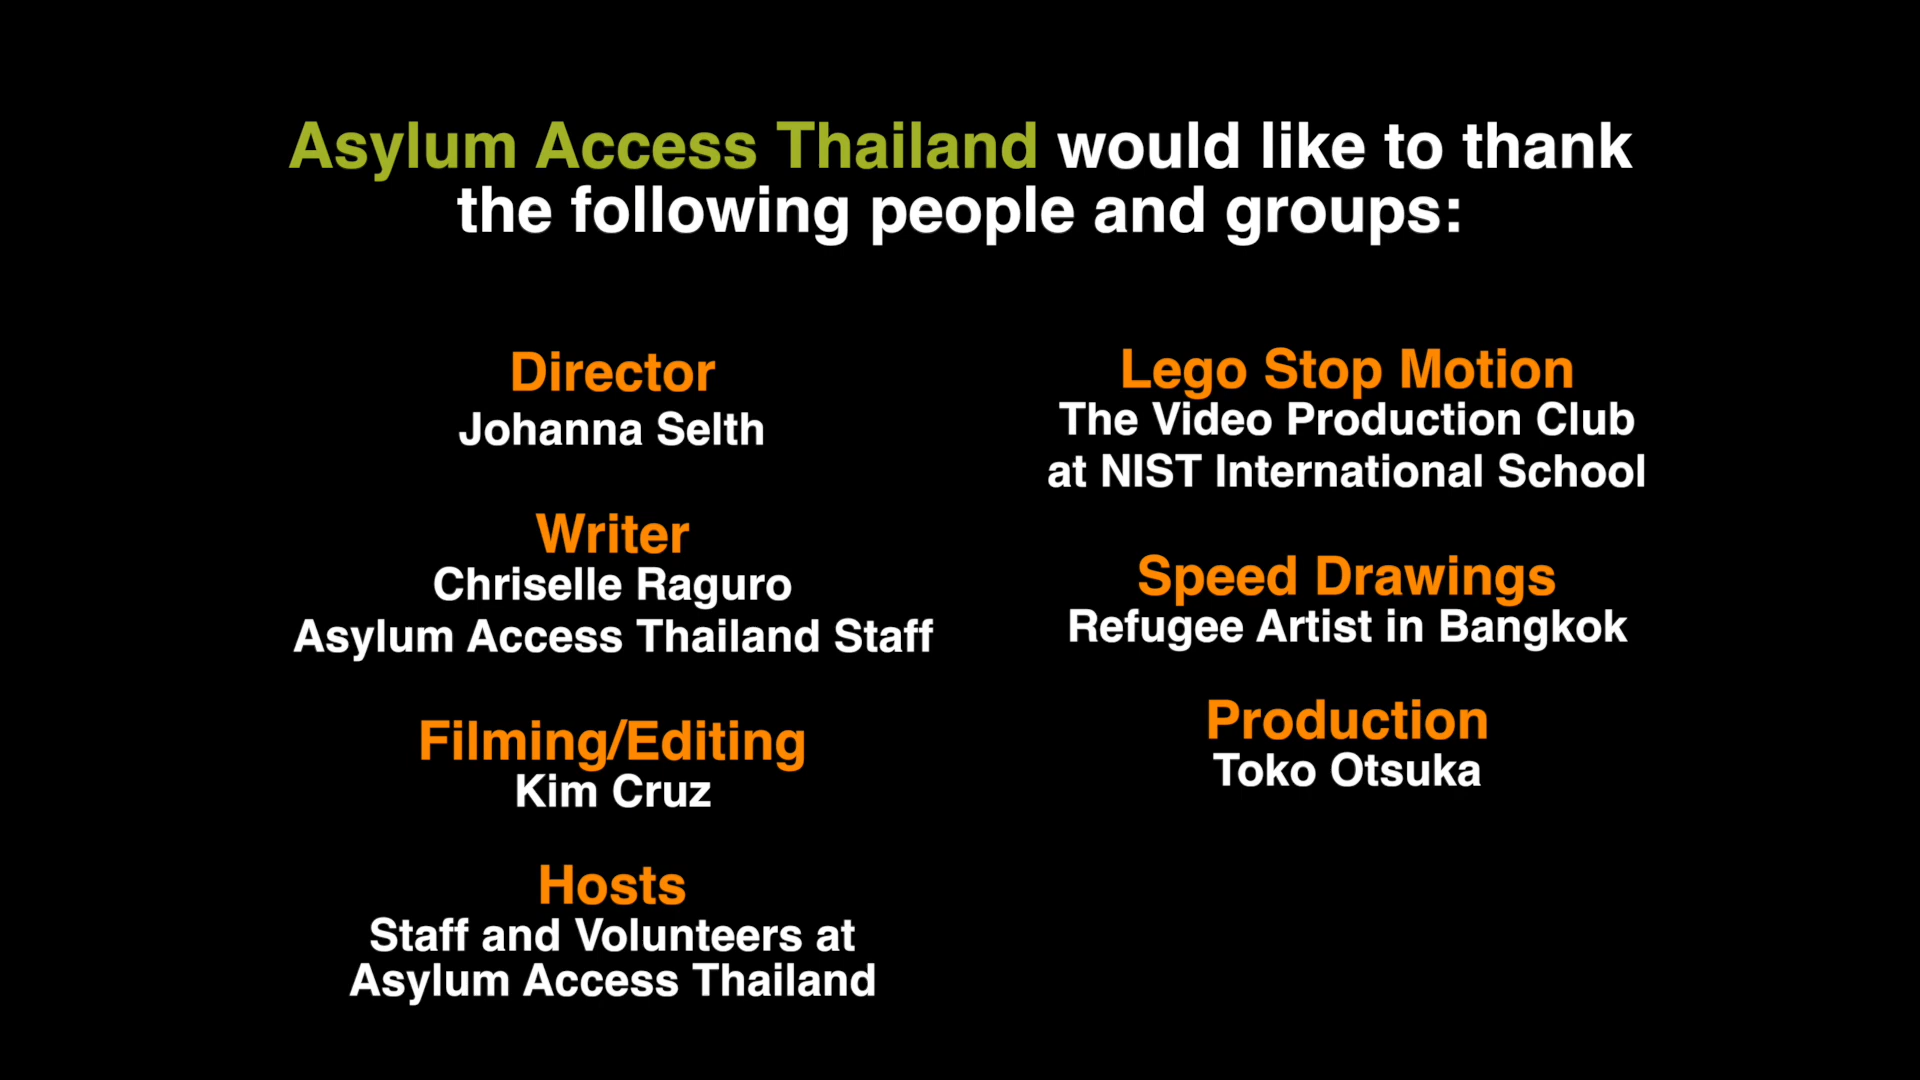 Asylum Access Thailand would like to thank
the following people and groups:
Director
Johanna Selth
Writer
Chriselle Raguro
Asylum Access Thailand Staff
Filming/Editing
Kim Cruz
Hosts
Staff and Volunteers at
Asylum Access Thailand
Lego Stop Motion
The Video Production Club
at NIST International School
Speed Drawings
Refugee Artist in Bangkok
Production
Toko Otsuka